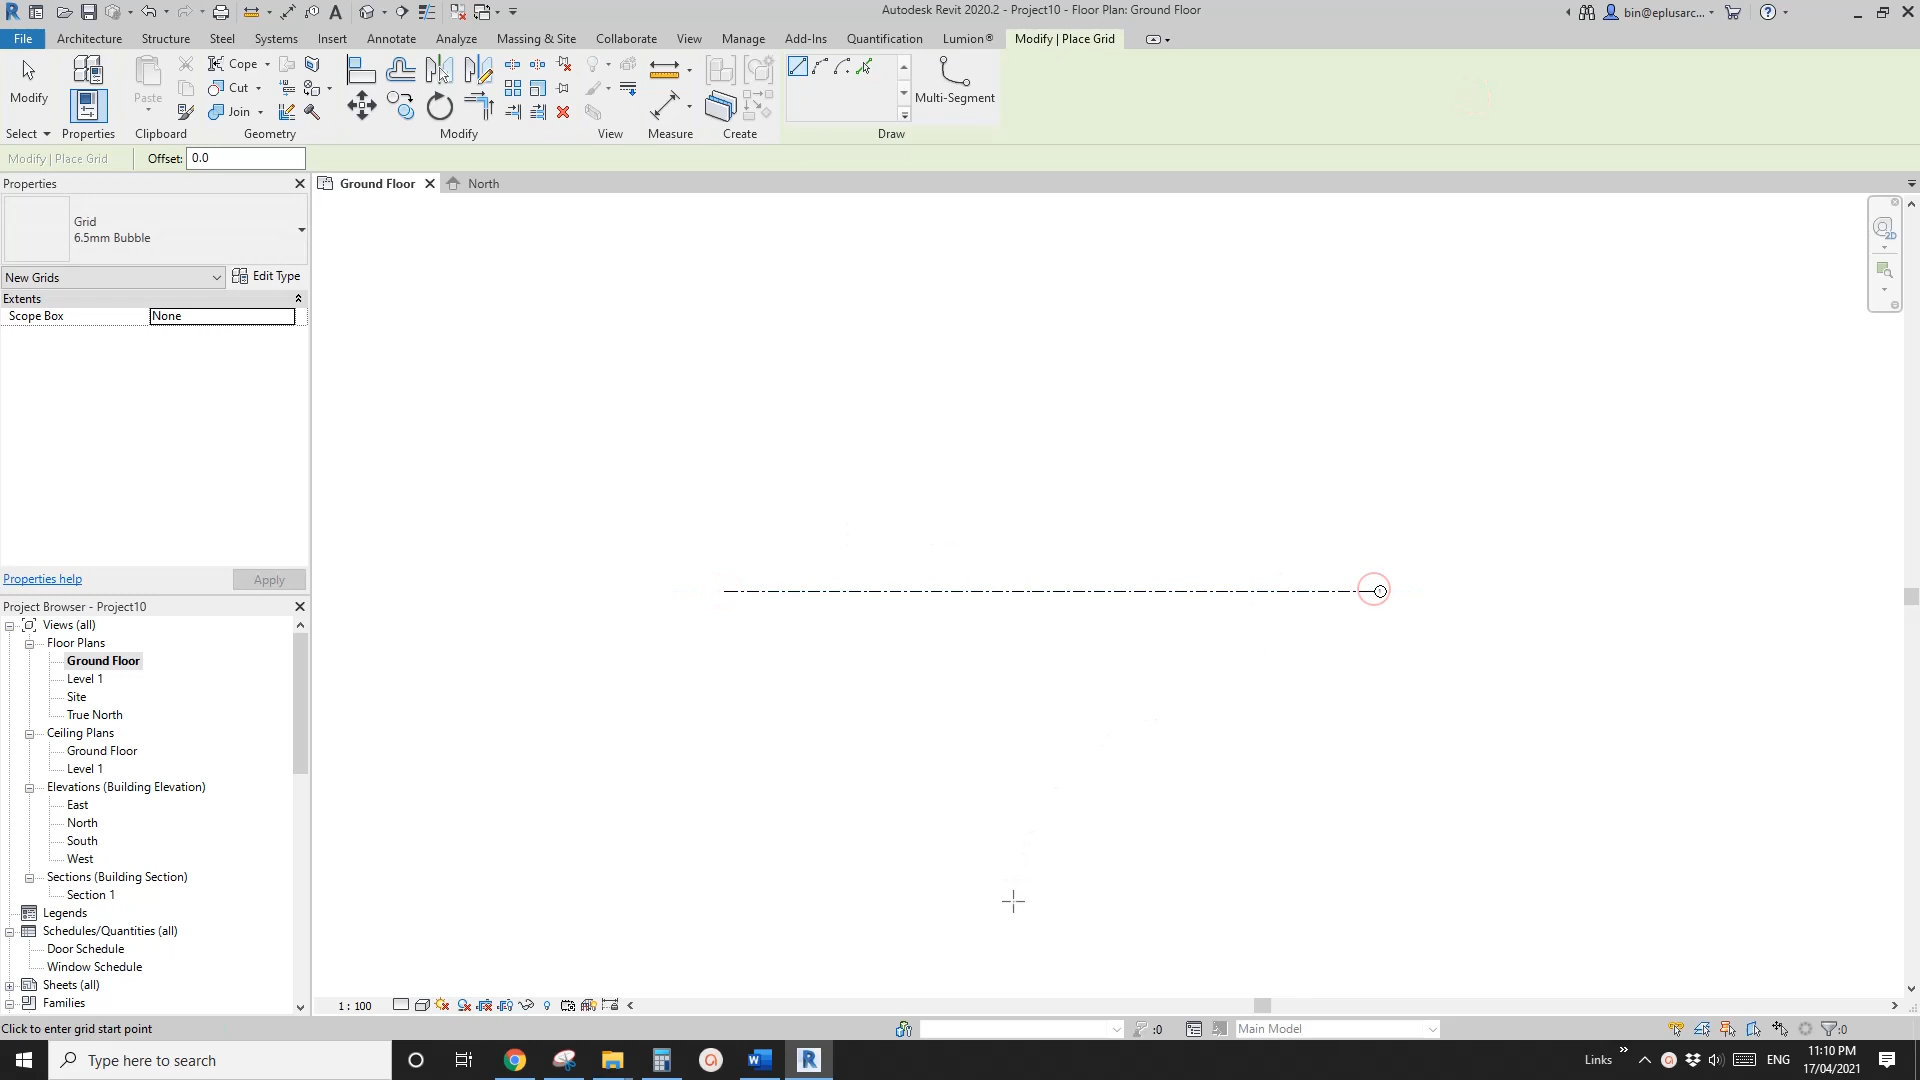 Autodesk Revit 2020.2 - Project10 - Floor Plan: Ground Floor
bin@eplusarc...
File Architecture Structure Steel Systems Insert Annotate Analyze Massing & Site Collaborate View Manage Add-Ins Quantification Lumion® Modify | Place Grid
Modify Paste Cope Cut Join Multi-Segment
Select Properties Clipboard Geometry Modify View Measure Create Draw
Modify | Place Grid Offset: 0.0
Properties
Ground Floor North
Grid
6.5mm Bubble
New Grids Edit Type
Extents
Scope Box None
Properties help Apply
Project Browser - Project10
Views (all)
Floor Plans
Ground Floor
Level 1
Site
True North
Ceiling Plans
Ground Floor
Level 1
Elevations (Building Elevation)
East
North
South
West
Sections (Building Section)
Section 1
Legends
Schedules/Quantities (all)
Door Schedule
Window Schedule
Sheets (all)
Families
1 : 100
Click to enter grid start point :0 Main Model :0
Type here to search
Links ENG 11:10 PM
17/04/2021